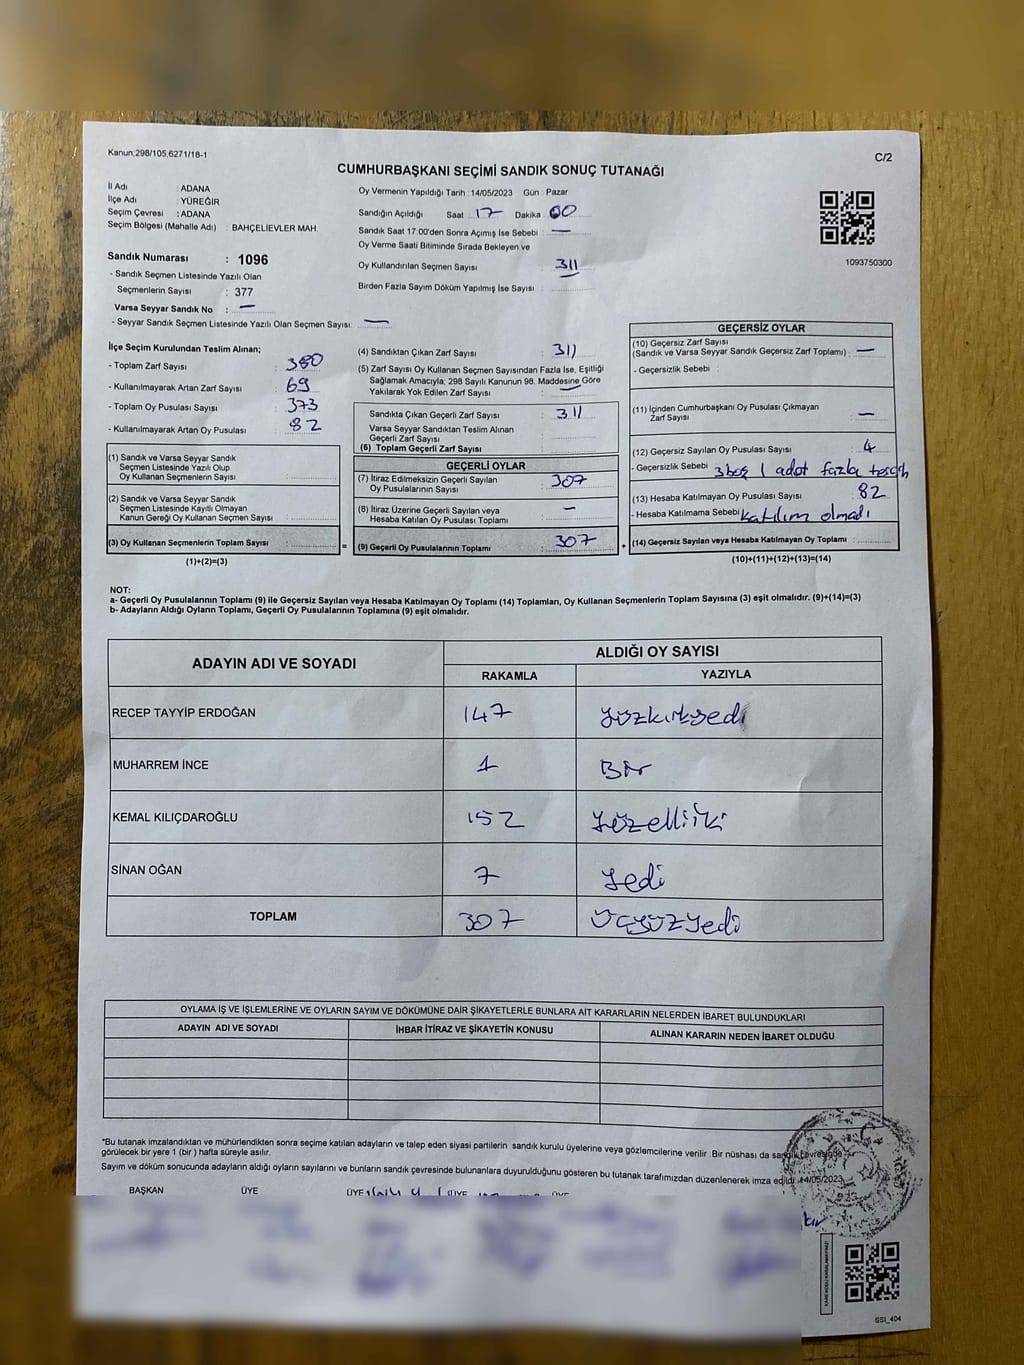 Kanun;298/105,6271/18-1
C/2
CUMHURBAŞKANI SEÇİMİ SANDIK SONUÇ TUTANAĞI
İl Adı : ADANA
İlçe Adı : YÜREĞİR
Seçim Çevresi : ADANA
Seçim Bölgesi (Mahalle Adı) : BAHÇELİEVLER MAH.
Sandık Numarası : 1096
- Sandık Seçmen Listesinde Yazılı Olan
Seçmenlerin Sayısı : 377
Varsa Seyyar Sandık No : —
- Seyyar Sandık Seçmen Listesinde Yazılı Olan Seçmen Sayısı: —
Oy Vermenin Yapıldığı Tarih : 14/05/2023 Gün : Pazar
Sandığın Açıldığı Saat 17 Dakika 00
Sandık Saat 17:00'den Sonra Açımış İse Sebebi : —
Oy Verme Saati Bitiminde Sırada Bekleyen ve
Oy Kullandırılan Seçmen Sayısı : 311
Birden Fazla Sayım Döküm Yapılmış İse Sayısı :
1093750300
İlçe Seçim Kurulundan Teslim Alınan;
- Toplam Zarf Sayısı : 380
- Kullanılmayarak Artan Zarf Sayısı : 69
- Toplam Oy Pusulası Sayısı : 373
- Kullanılmayarak Artan Oy Pusulası : 82
(1) Sandık ve Varsa Seyyar Sandık
Seçmen Listesinde Yazılı Olup
Oy Kullanan Seçmenlerin Sayısı :
(2) Sandık ve Varsa Seyyar Sandık
Seçmen Listesinde Kayıtlı Olmayan
Kanun Gereği Oy Kullanan Seçmen Sayısı :
(3) Oy Kullanan Seçmenlerin Toplam Sayısı :
(1)+(2)=(3)
=
(4) Sandıktan Çıkan Zarf Sayısı : 311
(5) Zarf Sayısı Oy Kullanan Seçmen Sayısından Fazla İse, Eşitliği
Sağlamak Amacıyla; 298 Sayılı Kanunun 98. Maddesine Göre
Yakılarak Yok Edilen Zarf Sayısı : —
Sandıkta Çıkan Geçerli Zarf Sayısı : 311
Varsa Seyyar Sandıktan Teslim Alınan
Geçerli Zarf Sayısı :
(6) Toplam Geçerli Zarf Sayısı
GEÇERLİ OYLAR
(7) İtiraz Edilmeksizin Geçerli Sayılan
Oy Pusulalarının Sayısı : 307
(8) İtiraz Üzerine Geçerli Sayılan veya
Hesaba Katılan Oy Pusulası Toplamı : —
(9) Geçerli Oy Pusulalarının Toplamı : 307
+
GEÇERSİZ OYLAR
(10) Geçersiz Zarf Sayısı
(Sandık ve Varsa Seyyar Sandık Geçersiz Zarf Toplamı) : —
- Geçersizlik Sebebi :
(11) İçinden Cumhurbaşkanı Oy Pusulası Çıkmayan
Zarf Sayısı : —
(12) Geçersiz Sayılan Oy Pusulası Sayısı : 4
- Geçersizlik Sebebi : 3 boş 1 adet fazla tercih
(13) Hesaba Katılmayan Oy Pusulası Sayısı : 82
- Hesaba Katılmama Sebebi : Katılım olmadı
(14) Geçersiz Sayılan veya Hesaba Katılmayan Oy Toplamı :
(10)+(11)+(12)+(13)=(14)
NOT:
a- Geçerli Oy Pusulalarının Toplamı (9) ile Geçersiz Sayılan veya Hesaba Katılmayan Oy Toplamı (14) Toplamları, Oy Kullanan Seçmenlerin Toplam Sayısına (3) eşit olmalıdır. (9)+(14)=(3)
b- Adayların Aldığı Oyların Toplamı, Geçerli Oy Pusulalarının Toplamına (9) eşit olmalıdır.
ADAYIN ADI VE SOYADI
ALDIĞI OY SAYISI
RAKAMLA YAZIYLA
RECEP TAYYİP ERDOĞAN 147 Yüzkırkyedi
MUHARREM İNCE 1 Bir
KEMAL KILIÇDAROĞLU 152 Yüzelliiki
SİNAN OĞAN 7 Yedi
TOPLAM 307 Üçyüzyedi
OYLAMA İŞ VE İŞLEMLERİNE VE OYLARIN SAYIM VE DÖKÜMÜNE DAİR ŞİKAYETLERLE BUNLARA AİT KARARLARIN NELERDEN İBARET BULUNDUKLARI
ADAYIN ADI VE SOYADI İHBAR İTİRAZ VE ŞİKAYETİN KONUSU ALINAN KARARIN NEDEN İBARET OLDUĞU
*Bu tutanak imzalandıktan ve mühürlendikten sonra seçime katılan adayların ve talep eden siyasi partilerin sandık kurulu üyelerine veya gözlemcilerine verilir. Bir nüshası da sandık çevresinde
görülecek bir yere 1 (bir) hafta süreyle asılır.
Sayım ve döküm sonucunda adayların aldığı oyların sayılarını ve bunların sandık çevresinde bulunanlara duyurulduğunu gösteren bu tutanak tarafımızdan düzenlenerek imza edildi. 14/05/2023
BAŞKAN ÜYE ÜYE ÜYE ÜYE
SSI_404